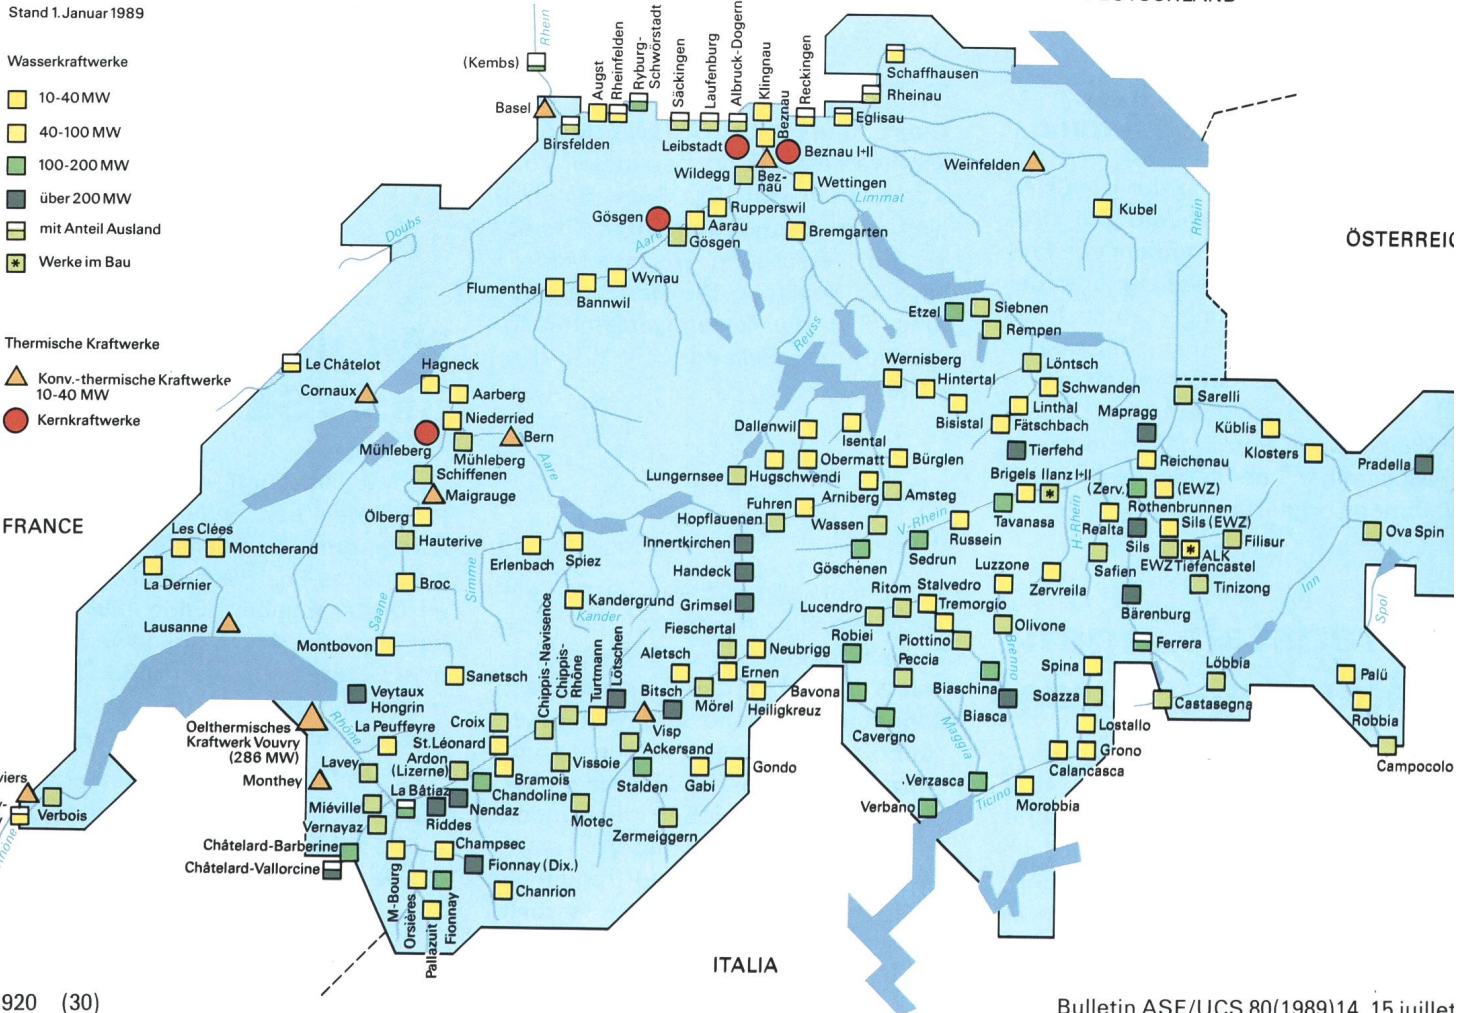 Stand 1. Januar 1989
Wasserkraftwerke
10-40 MW
40-100 MW
100-200 MW
über 200 MW
mit Anteil Ausland
Werke im Bau
Thermische Kraftwerke
Konv.-thermische Kraftwerke
10-40 MW
Kernkraftwerke
FRANCE
ITALIA
Rhein
(Kembs)
Basel
Birsfelden
Augst
Rheinfelden
Ryburg-
Schwörstadt
Säckingen
Laufenburg
Albruck-Dogern
Klingnau
Beznau
Reckingen
Schaffhausen
Rheinau
Eglisau
Leibstadt
Beznau I+II
Bez-
nau
Wildegg
Wettingen
Limmat
Weinfelden
Kubel
Rhein
Doubs
Gösgen
Rupperswil
Aarau
Gösgen
Aare
Bremgarten
Wynau
Flumenthal
Bannwil
Reuss
Etzel
Siebnen
Rempen
Le Châtelot
Cornaux
Hagneck
Aarberg
Niederried
Mühleberg
Mühleberg
Bern
Aare
Schiffenen
Maigrauge
Ölberg
Hauterive
Broc
Saane
Simme
Erlenbach
Spiez
Kandergrund
Kander
Les Clées
Montcherand
La Dernier
Lausanne
Montbovon
Sanetsch
Wernisberg
Hintertal
Bisistal
Löntsch
Schwanden
Linthal
Fätschbach
Tierfehd
Mapragg
Sarelli
Küblis
Klosters
Pradella
Reichenau
Dallenwil
Isental
Obermatt
Bürglen
Lungernsee
Hugschwendi
Arniberg
Amsteg
Fuhren
Hopflauenen
Wassen
Innertkirchen
Handeck
Grimsel
Göschenen
V-Rhein
Brigels
Ilanz I+II
Tavanasa
Russein
Sedrun
H-Rhein
(Zerv.)
(EWZ)
Rothenbrunnen
Realta
Sils (EWZ)
Sils
Filisur
ALK
EWZ
Tiefencastel
Safien
Tinizong
Zervreila
Bärenburg
Ferrera
Ova Spin
Inn
Spol
Luzzone
Ritom
Stalvedro
Tremorgio
Lucendro
Piottino
Olivone
Brenno
Robiei
Peccia
Biaschina
Biasca
Bavona
Cavergno
Maggia
Verzasca
Verbano
Ticino
Morobbia
Spina
Soazza
Lostallo
Grono
Calancasca
Löbbia
Castasegna
Palü
Robbia
Campocolo
Fieschertal
Neubrigg
Aletsch
Ernen
Bitsch
Mörel
Heiligkreuz
Chippis-Navisence
Chippis-
Rhône
Turtmann
Lötschen
Visp
Ackersand
Stalden
Vissoie
Motec
Zermeiggern
Gabi
Gondo
Veytaux
Hongrin
Oelthermisches
Kraftwerk Vouvry
(286 MW)
Rhône
La Peuffeyre
Croix
St.Léonard
Ardon
(Lizerne)
Bramois
Chandoline
Nendaz
Lavey
Monthey
La Bâtiaz
Riddes
Miéville
Vernayaz
Châtelard-Barberine
Châtelard-Vallorcine
Champsec
Fionnay (Dix.)
Chanrion
M-Bourg
Orsières
Pallazuit
Fionnay
Verbois
920 (30)
Bulletin ASE/UCS 80(1989)14, 15 juillet